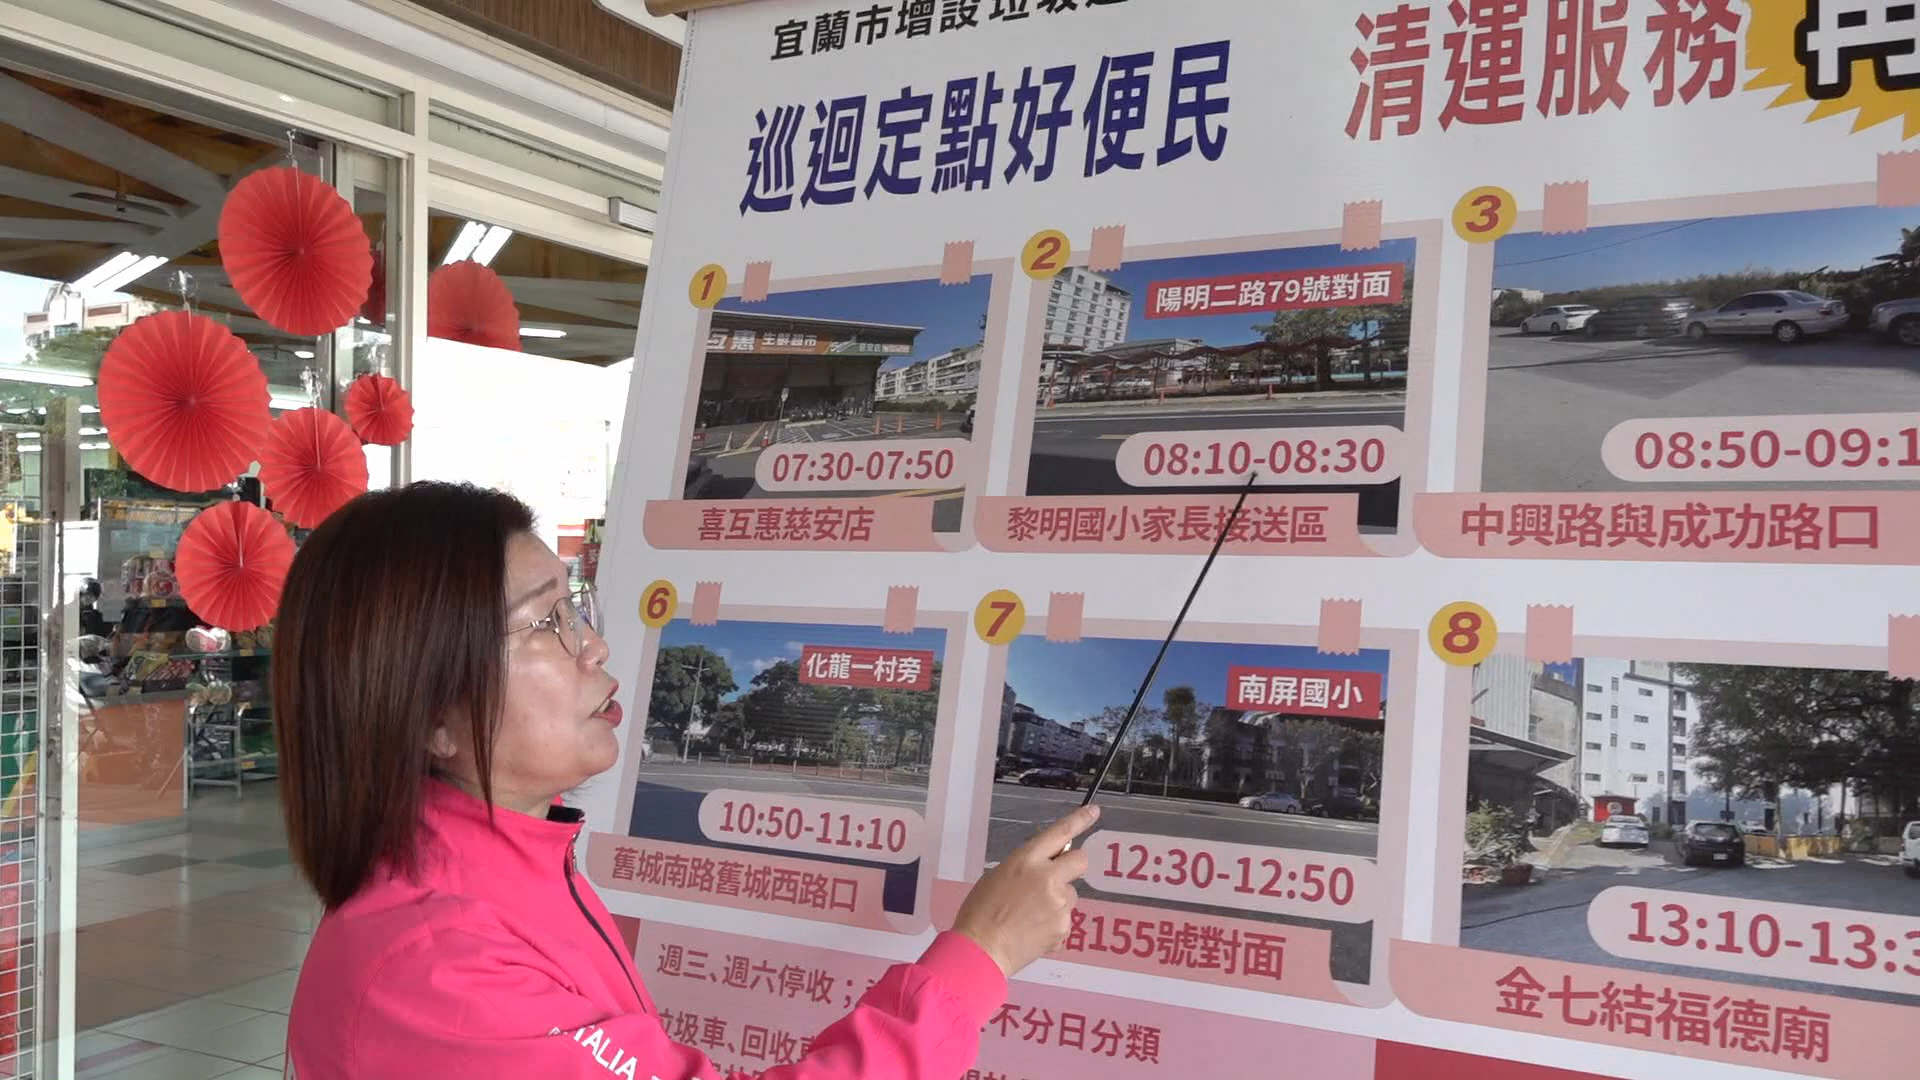 宜蘭市增設垃圾
巡迴定點好便民
清運服務
1
互惠 生鮮超市
07:30-07:50
喜互惠慈安店
2
陽明二路79號對面
08:10-08:30
黎明國小家長接送區
3
08:50-09:1
中興路與成功路口
6
化龍一村旁
10:50-11:10
舊城南路舊城西路口
7
南屏國小
12:30-12:50
路155號對面
8
13:10-13:3
金七結福德廟
週三、週六停收；
不分日分類
垃圾車、回收車
ITALIA